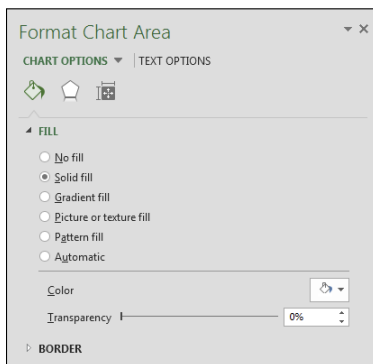 Format Chart Area
CHART OPTIONS TEXT OPTIONS
FILL
No fill
Solid fill
Gradient fill
Picture or texture fill
Pattern fill
Automatic
Color
Transparency 0%
BORDER